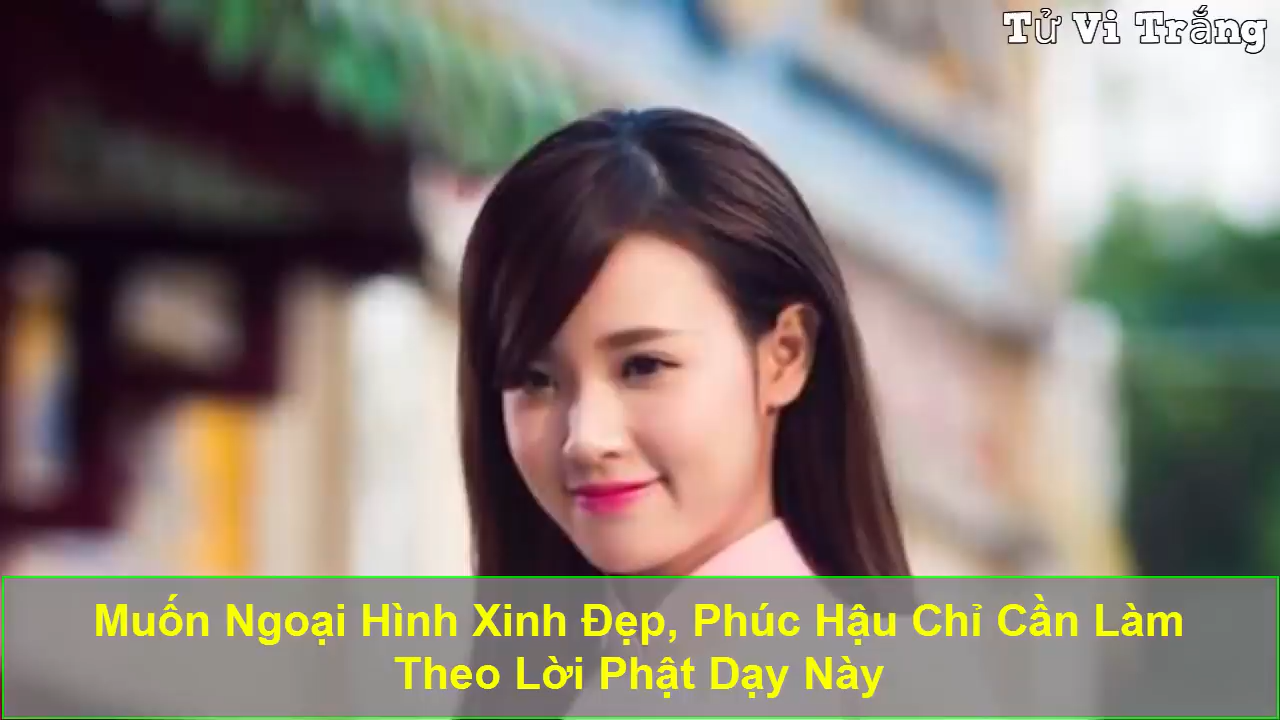 Tử Vi Trắng
Muốn Ngoại Hình Xinh Đẹp, Phúc Hậu Chỉ Cần Làm
Theo Lời Phật Dạy Này